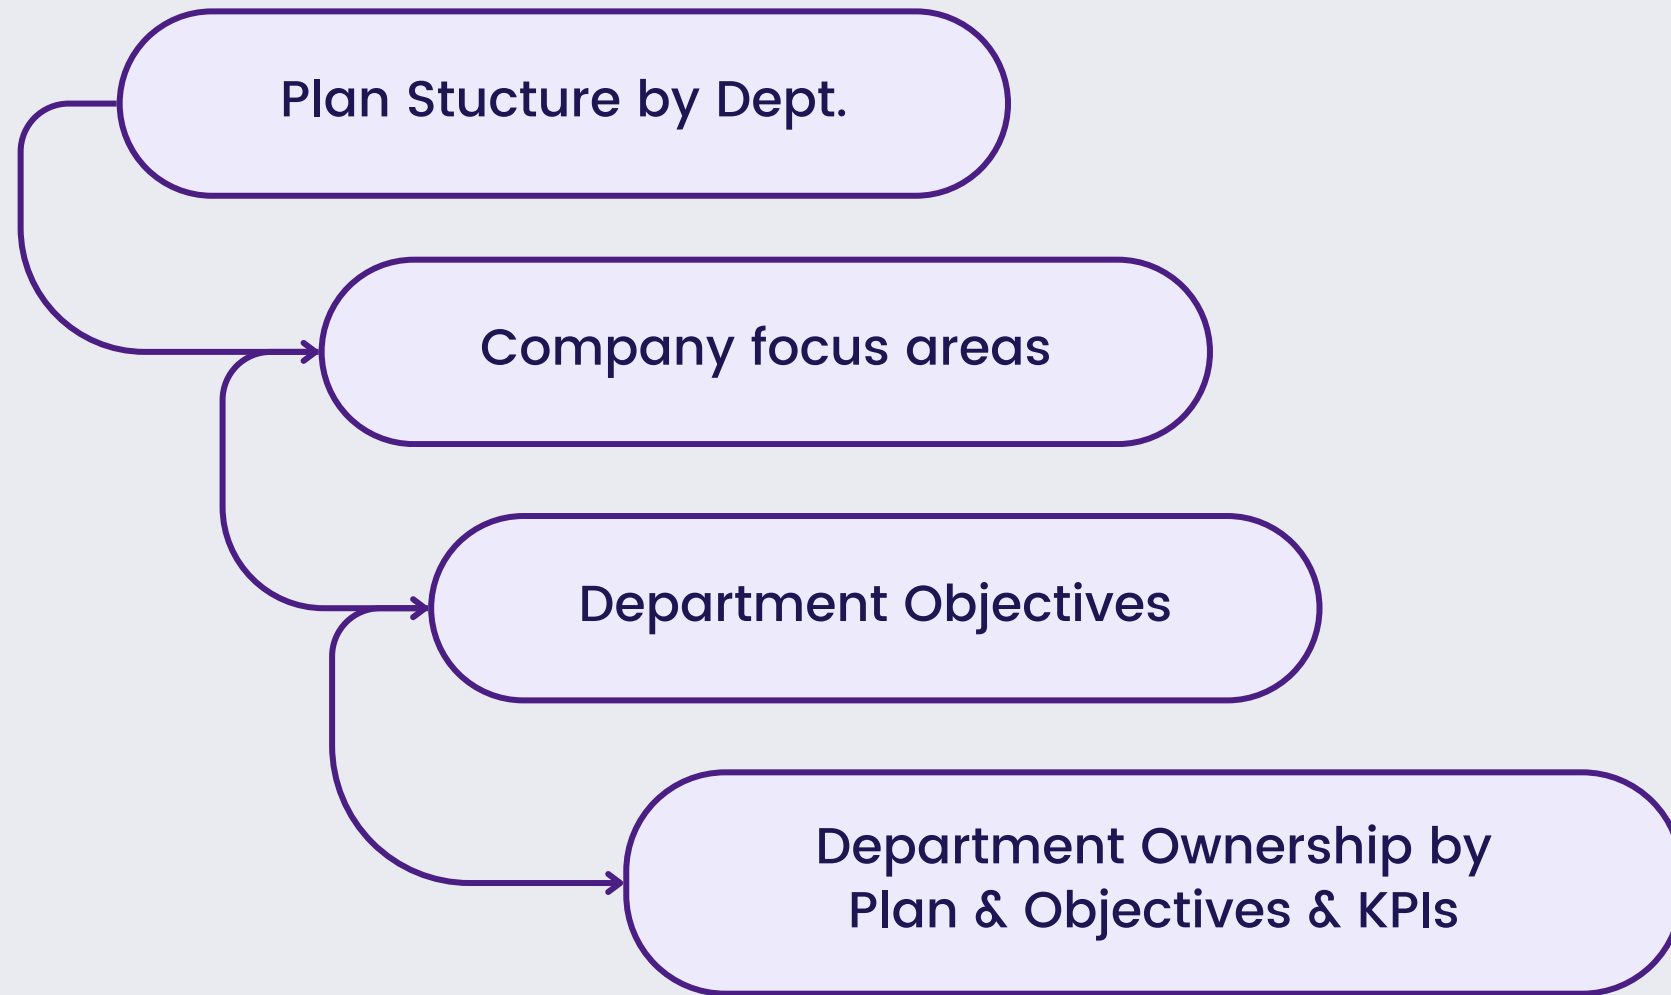 Plan Stucture by Dept.
Company focus areas
Department Objectives
Department Ownership by
Plan & Objectives & KPIs